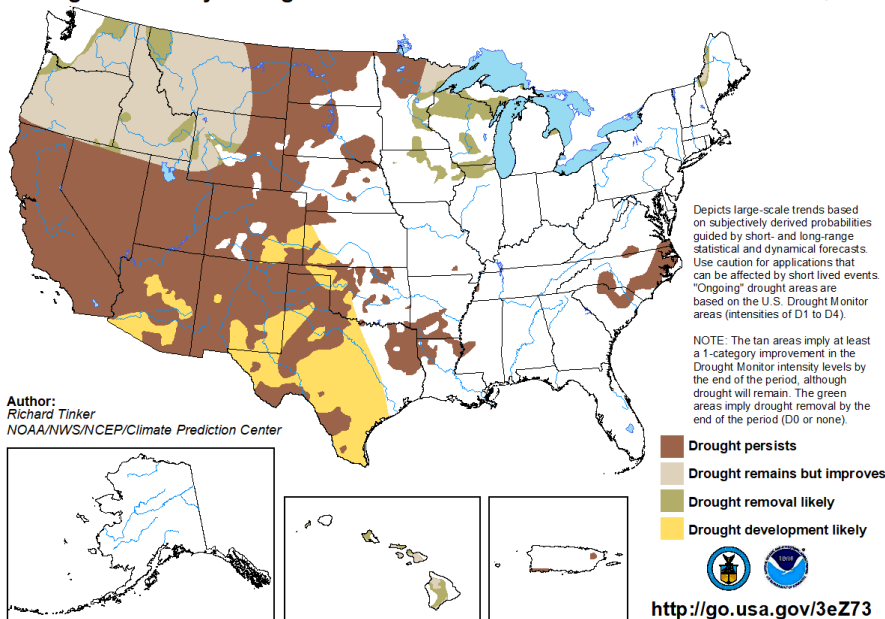 Depicts large-scale trends based
on subjectively derived probabilities
guided by short- and long-range
statistical and dynamical forecasts.
Use caution for applications that
can be affected by short lived events.
"Ongoing" drought areas are
based on the U.S. Drought Monitor
areas (intensities of D1 to D4).
NOTE: The tan areas imply at least
a 1-category improvement in the
Drought Monitor intensity levels by
the end of the period, although
drought will remain. The green
areas imply drought removal by the
end of the period (D0 or none).
Author:
Richard Tinker
NOAA/NWS/NCEP/Climate Prediction Center
Drought persists
Drought remains but improves
Drought removal likely
Drought development likely
http://go.usa.gov/3eZ73